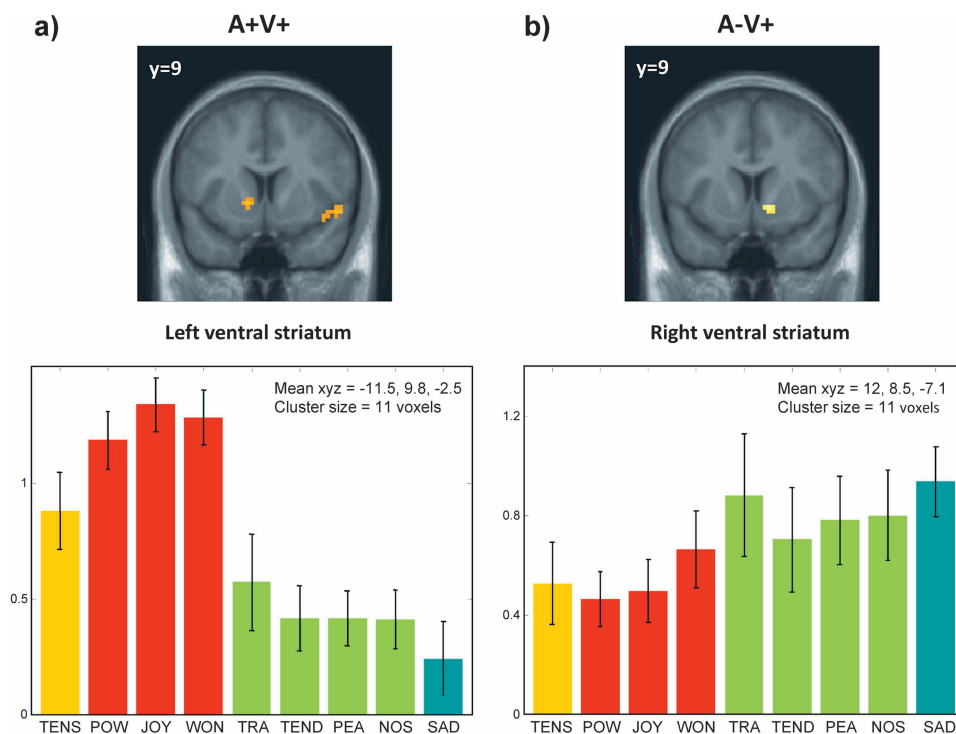 a)
A+V+
y=9
Left ventral striatum
Mean xyz = -11.5, 9.8, -2.5
Cluster size = 11 voxels
1
0.5
0
TENS POW JOY WON TRA TEND PEA NOS SAD
b)
A-V+
y=9
Right ventral striatum
Mean xyz = 12, 8.5, -7.1
Cluster size = 11 voxels
1.2
0.8
0.4
0
TENS POW JOY WON TRA TEND PEA NOS SAD